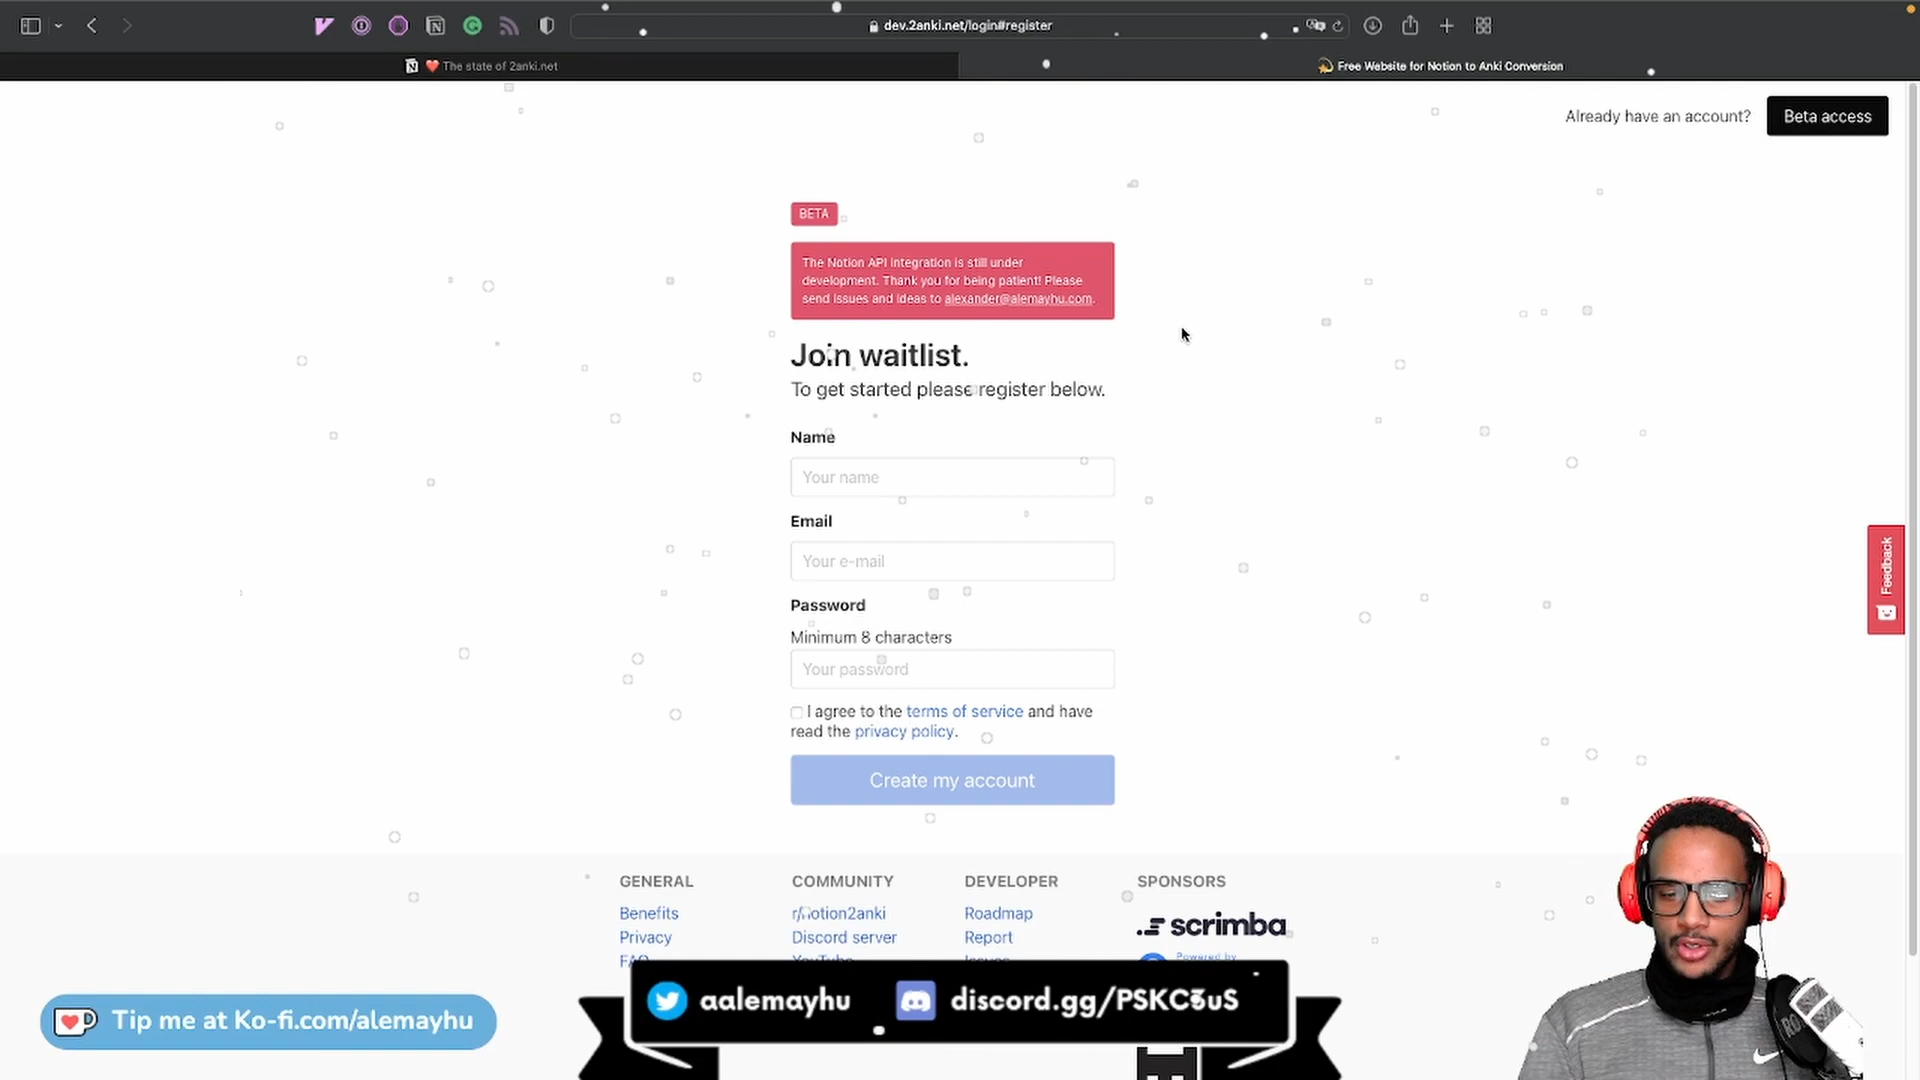 dev.2anki.net/login#register
❤️ The state of 2anki.net
Free Website for Notion to Anki Conversion
Already have an account?
Beta access
BETA
The Notion API Integration is still under
development. Thank you for being patient! Please
send issues and ideas to alexander@alemayhu.com.
Join waitlist.
To get started please register below.
Name
Your name
Email
Your e-mail
Password
Minimum 8 characters
Your password
I agree to the terms of service and have
read the privacy policy.
Create my account
Feedback
GENERAL
Benefits
Privacy
FAQ
COMMUNITY
r/notion2anki
Discord server
YouTube
DEVELOPER
Roadmap
Report
Issues
SPONSORS
scrimba
Powered by
Tip me at Ko-fi.com/alemayhu
aalemayhu